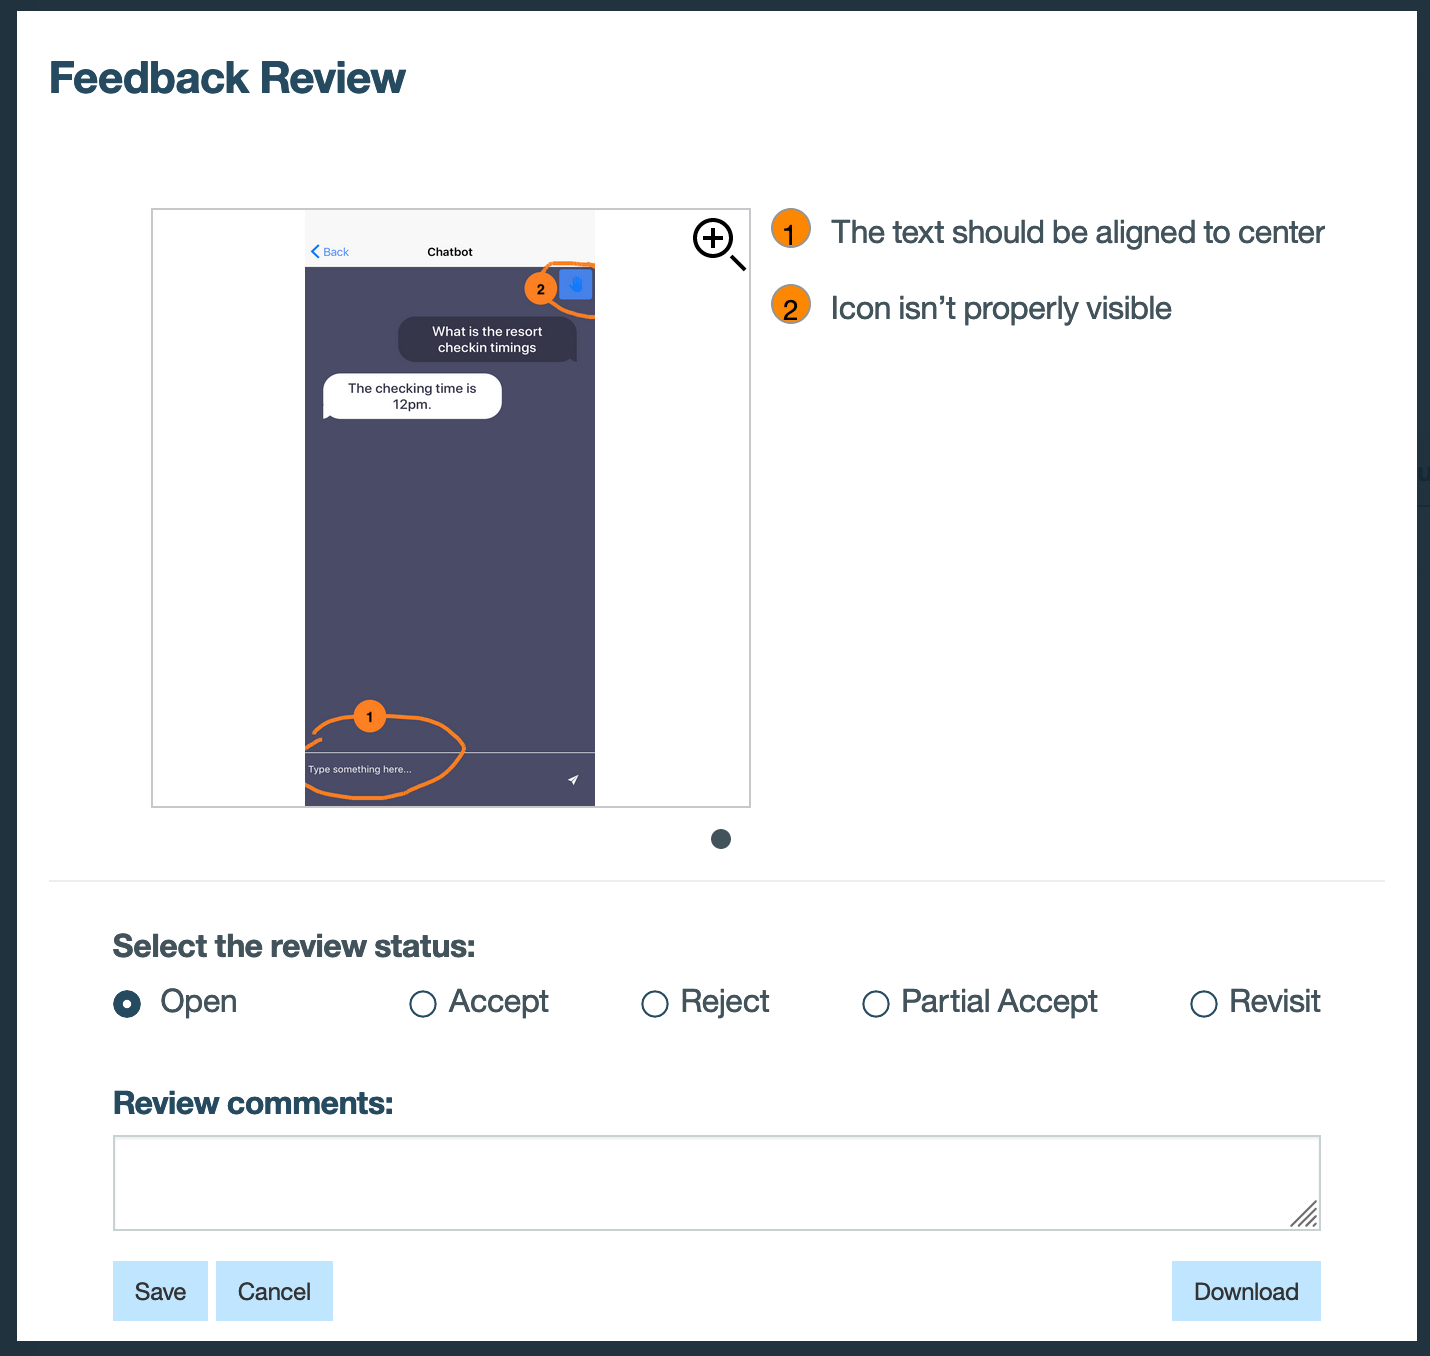 Feedback Review
Back
Chatbot
2
What is the resort
checkin timings
The checking time is
12pm.
1
Type something here...
1 The text should be aligned to center
2 Icon isn't properly visible
Select the review status:
Open Accept Reject Partial Accept Revisit
Review comments:
Save Cancel Download